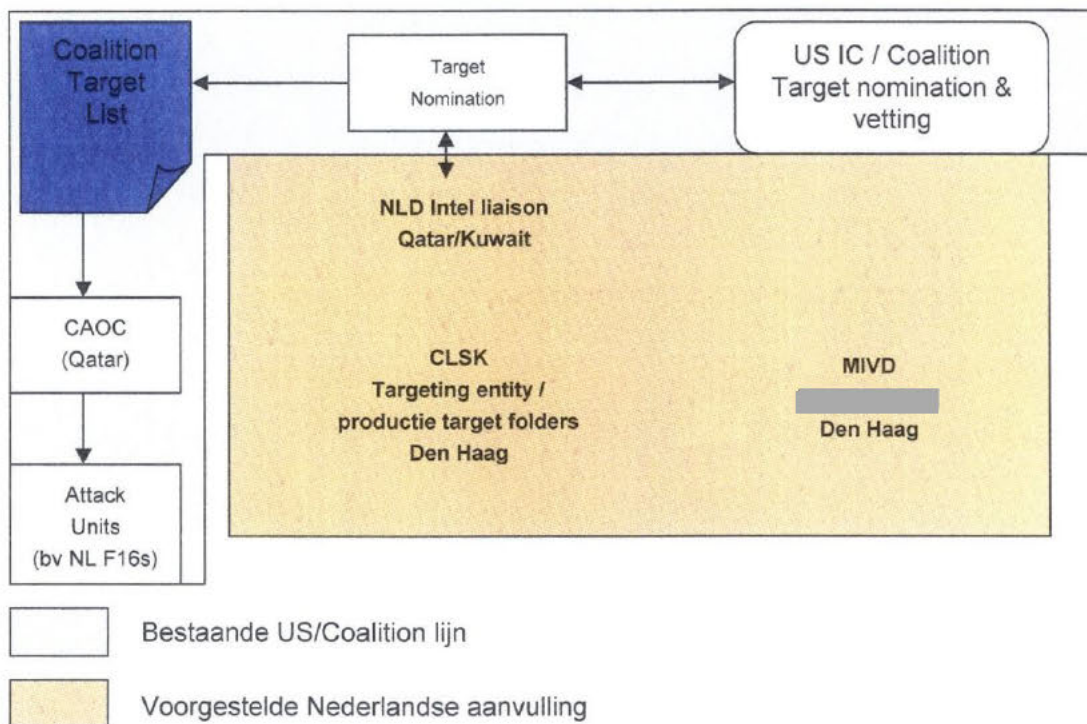 Coalition
Target
List
Target
Nomination
US IC / Coalition
Target nomination &
vetting
NLD Intel liaison
Qatar/Kuwait
CAOC
(Qatar)
CLSK
Targeting entity /
productie target folders
Den Haag
MIVD
Den Haag
Attack
Units
(bv NL F16s)
Bestaande US/Coalition lijn
Voorgestelde Nederlandse aanvulling